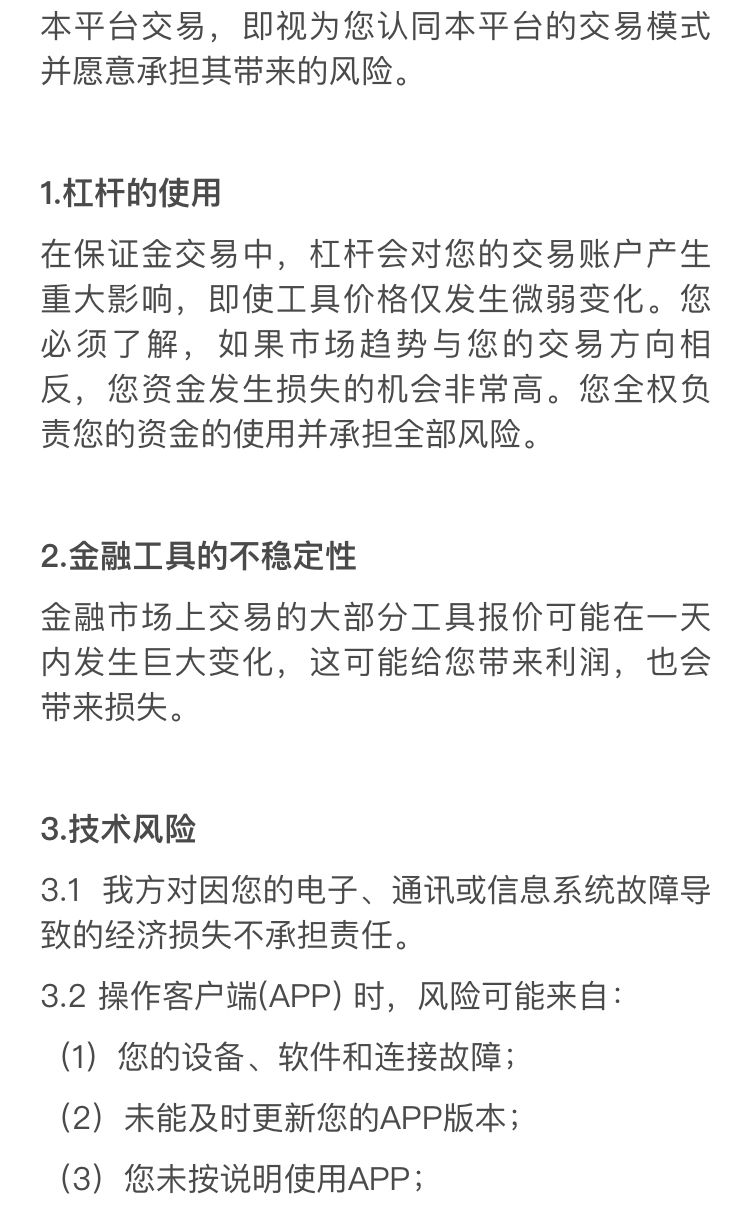 本平台交易，即视为您认同本平台的交易模式
并愿意承担其带来的风险。
1.杠杆的使用
在保证金交易中，杠杆会对您的交易账户产生
重大影响，即使工具价格仅发生微弱变化。您
必须了解，如果市场趋势与您的交易方向相
反，您资金发生损失的机会非常高。您全权负
责您的资金的使用并承担全部风险。
2.金融工具的不稳定性
金融市场上交易的大部分工具报价可能在一天
内发生巨大变化，这可能给您带来利润，也会
带来损失。
3.技术风险
3.1 我方对因您的电子、通讯或信息系统故障导
致的经济损失不承担责任。
3.2 操作客户端(APP) 时，风险可能来自：
（1）您的设备、软件和连接故障；
（2）未能及时更新您的APP版本；
（3）您未按说明使用APP；